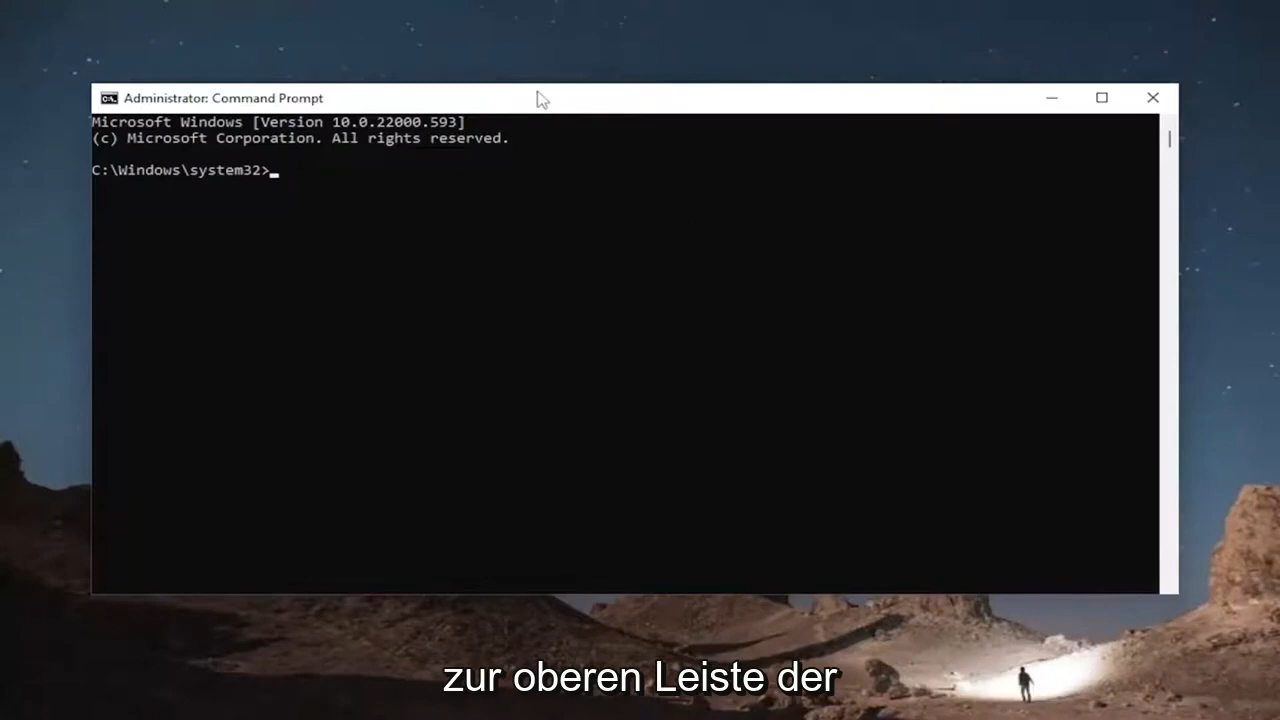 Administrator: Command Prompt
Microsoft Windows [Version 10.0.22000.593]
(c) Microsoft Corporation. All rights reserved.
C:\Windows\system32>
zur oberen Leiste der